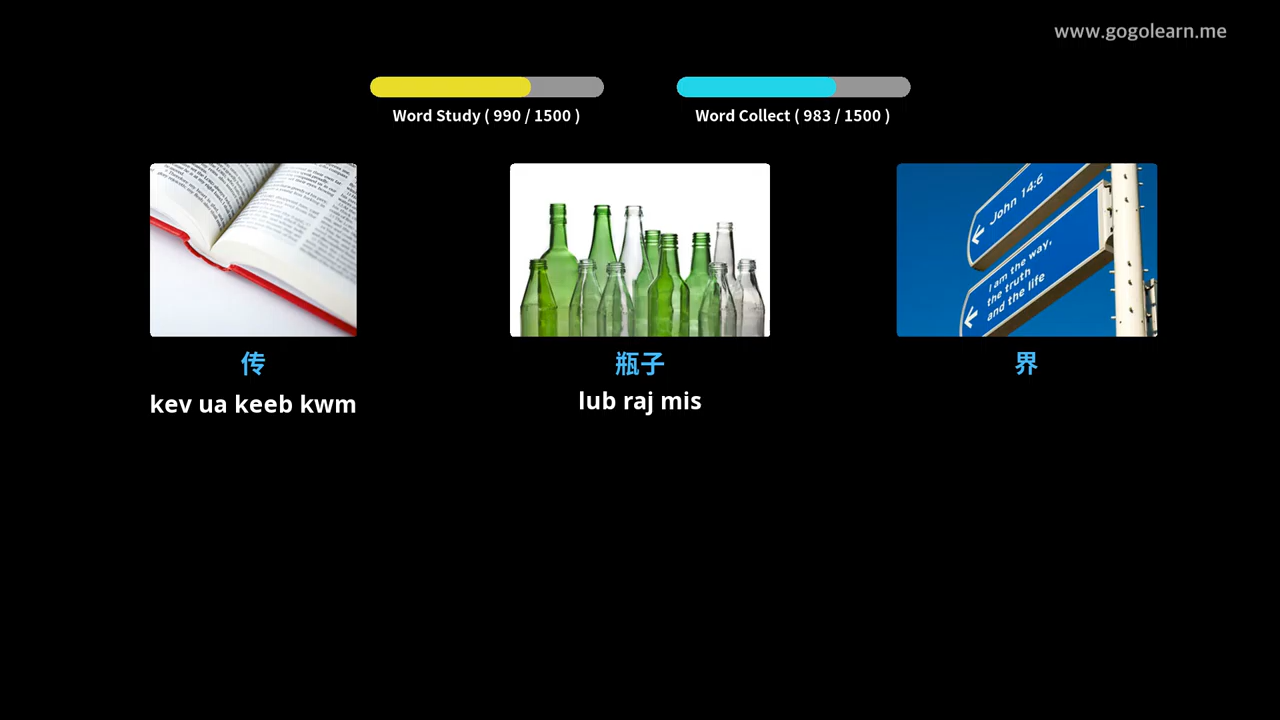 www.gogolearn.me
Word Study ( 990 / 1500 )
Word Collect ( 983 / 1500 )
John 14:6
I am the way,
the truth
and the life
传
瓶子
界
kev ua keeb kwm
lub raj mis